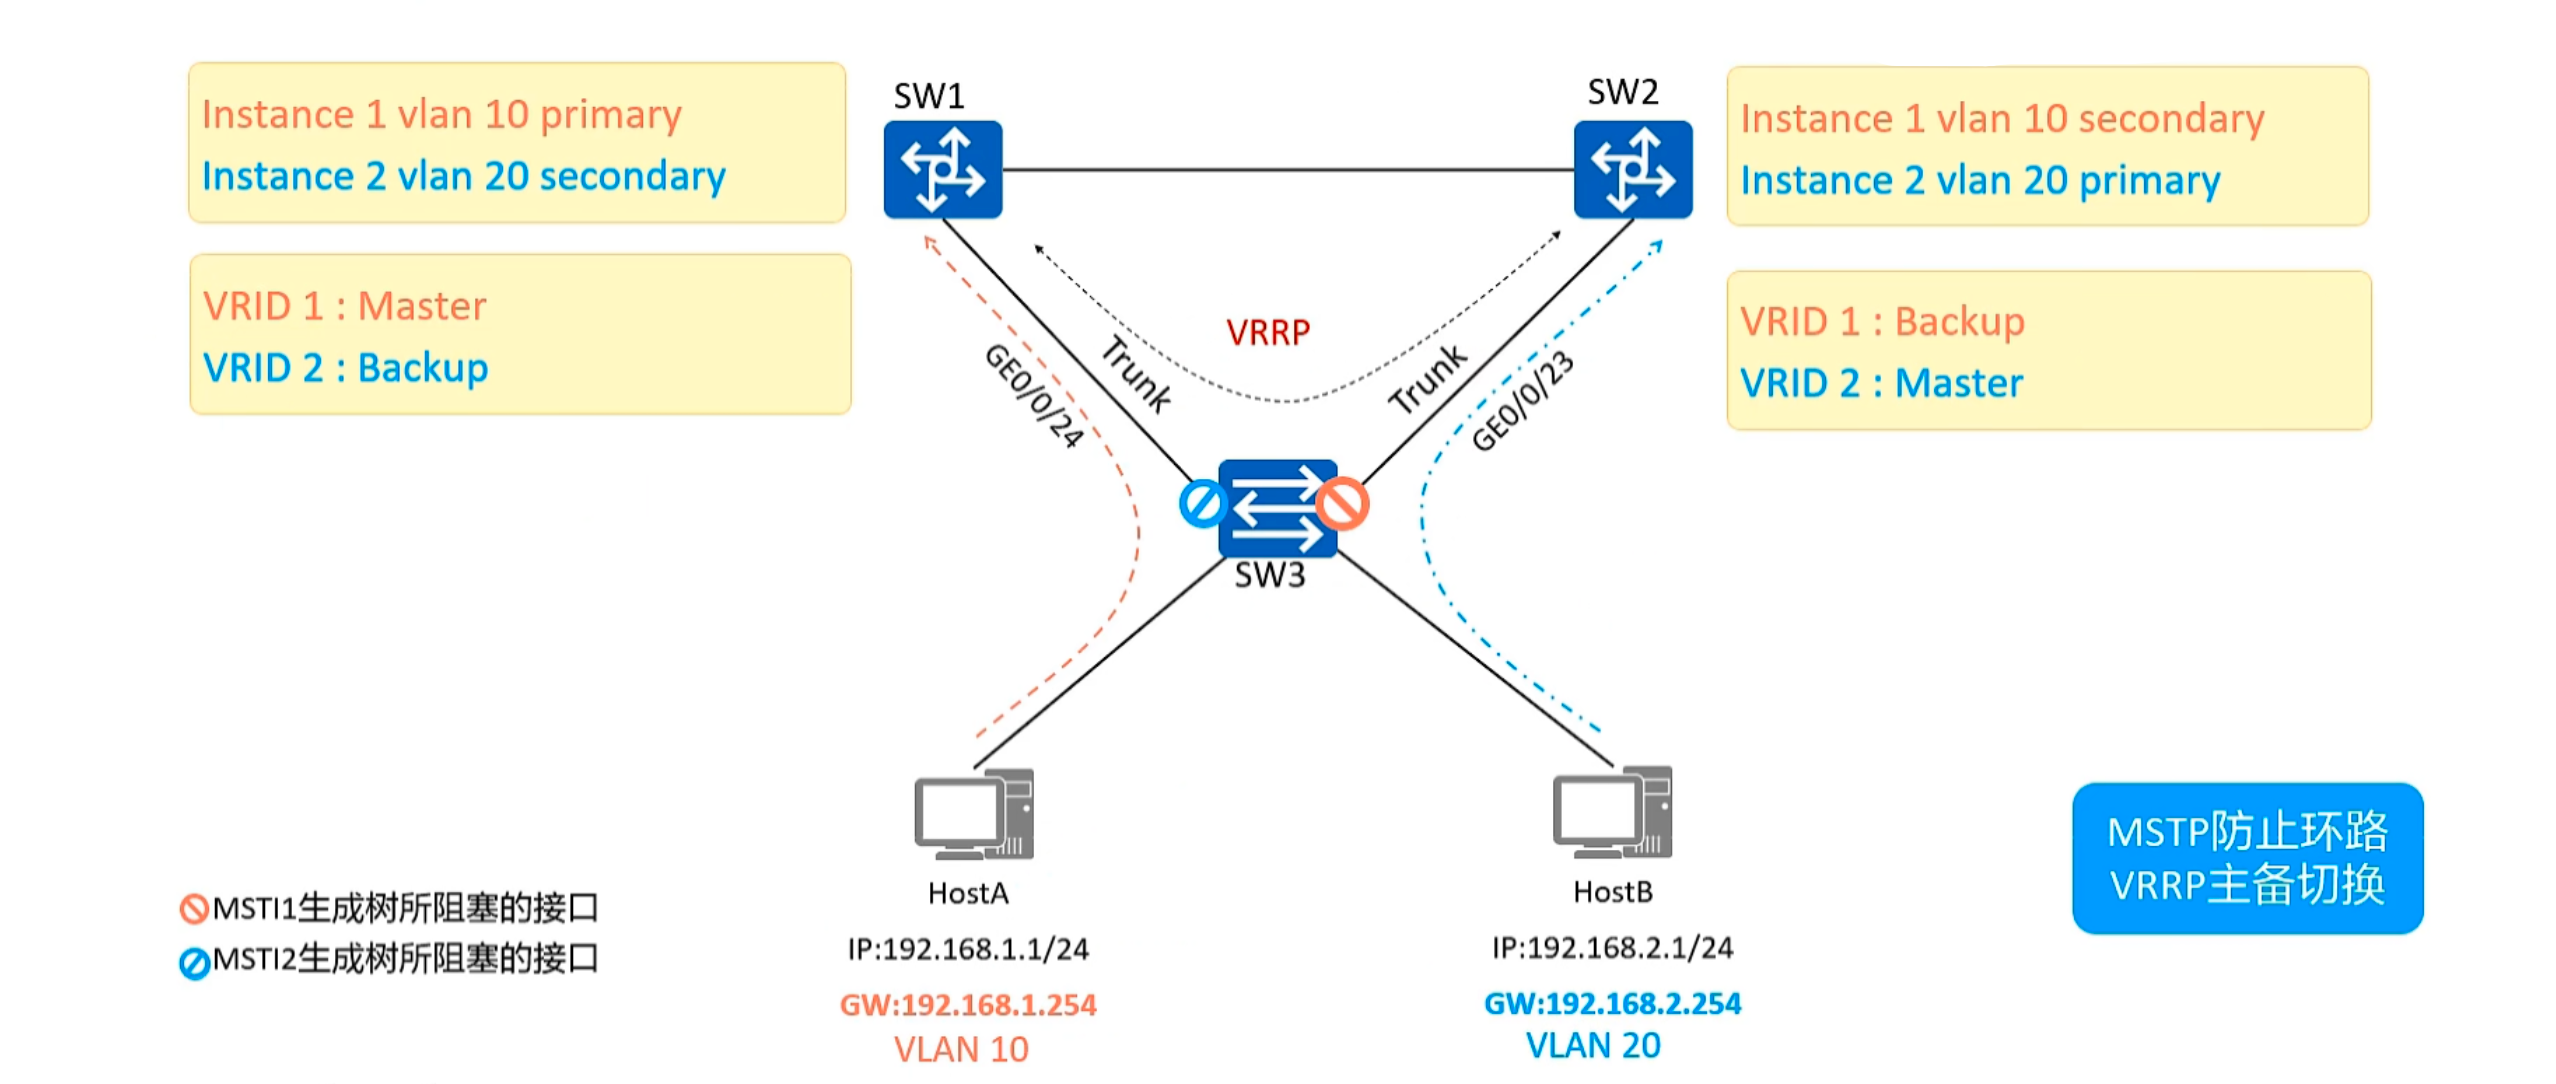 Instance 1 vlan 10 primary
Instance 2 vlan 20 secondary
VRID 1 : Master
VRID 2 : Backup
SW1
SW2
Instance 1 vlan 10 secondary
Instance 2 vlan 20 primary
VRID 1 : Backup
VRID 2 : Master
VRRP
Trunk
GE0/0/24
Trunk
GE0/0/23
SW3
HostA
IP:192.168.1.1/24
GW:192.168.1.254
VLAN 10
HostB
IP:192.168.2.1/24
GW:192.168.2.254
VLAN 20
MSTI1生成树所阻塞的接口
MSTI2生成树所阻塞的接口
MSTP防止环路
VRRP主备切换